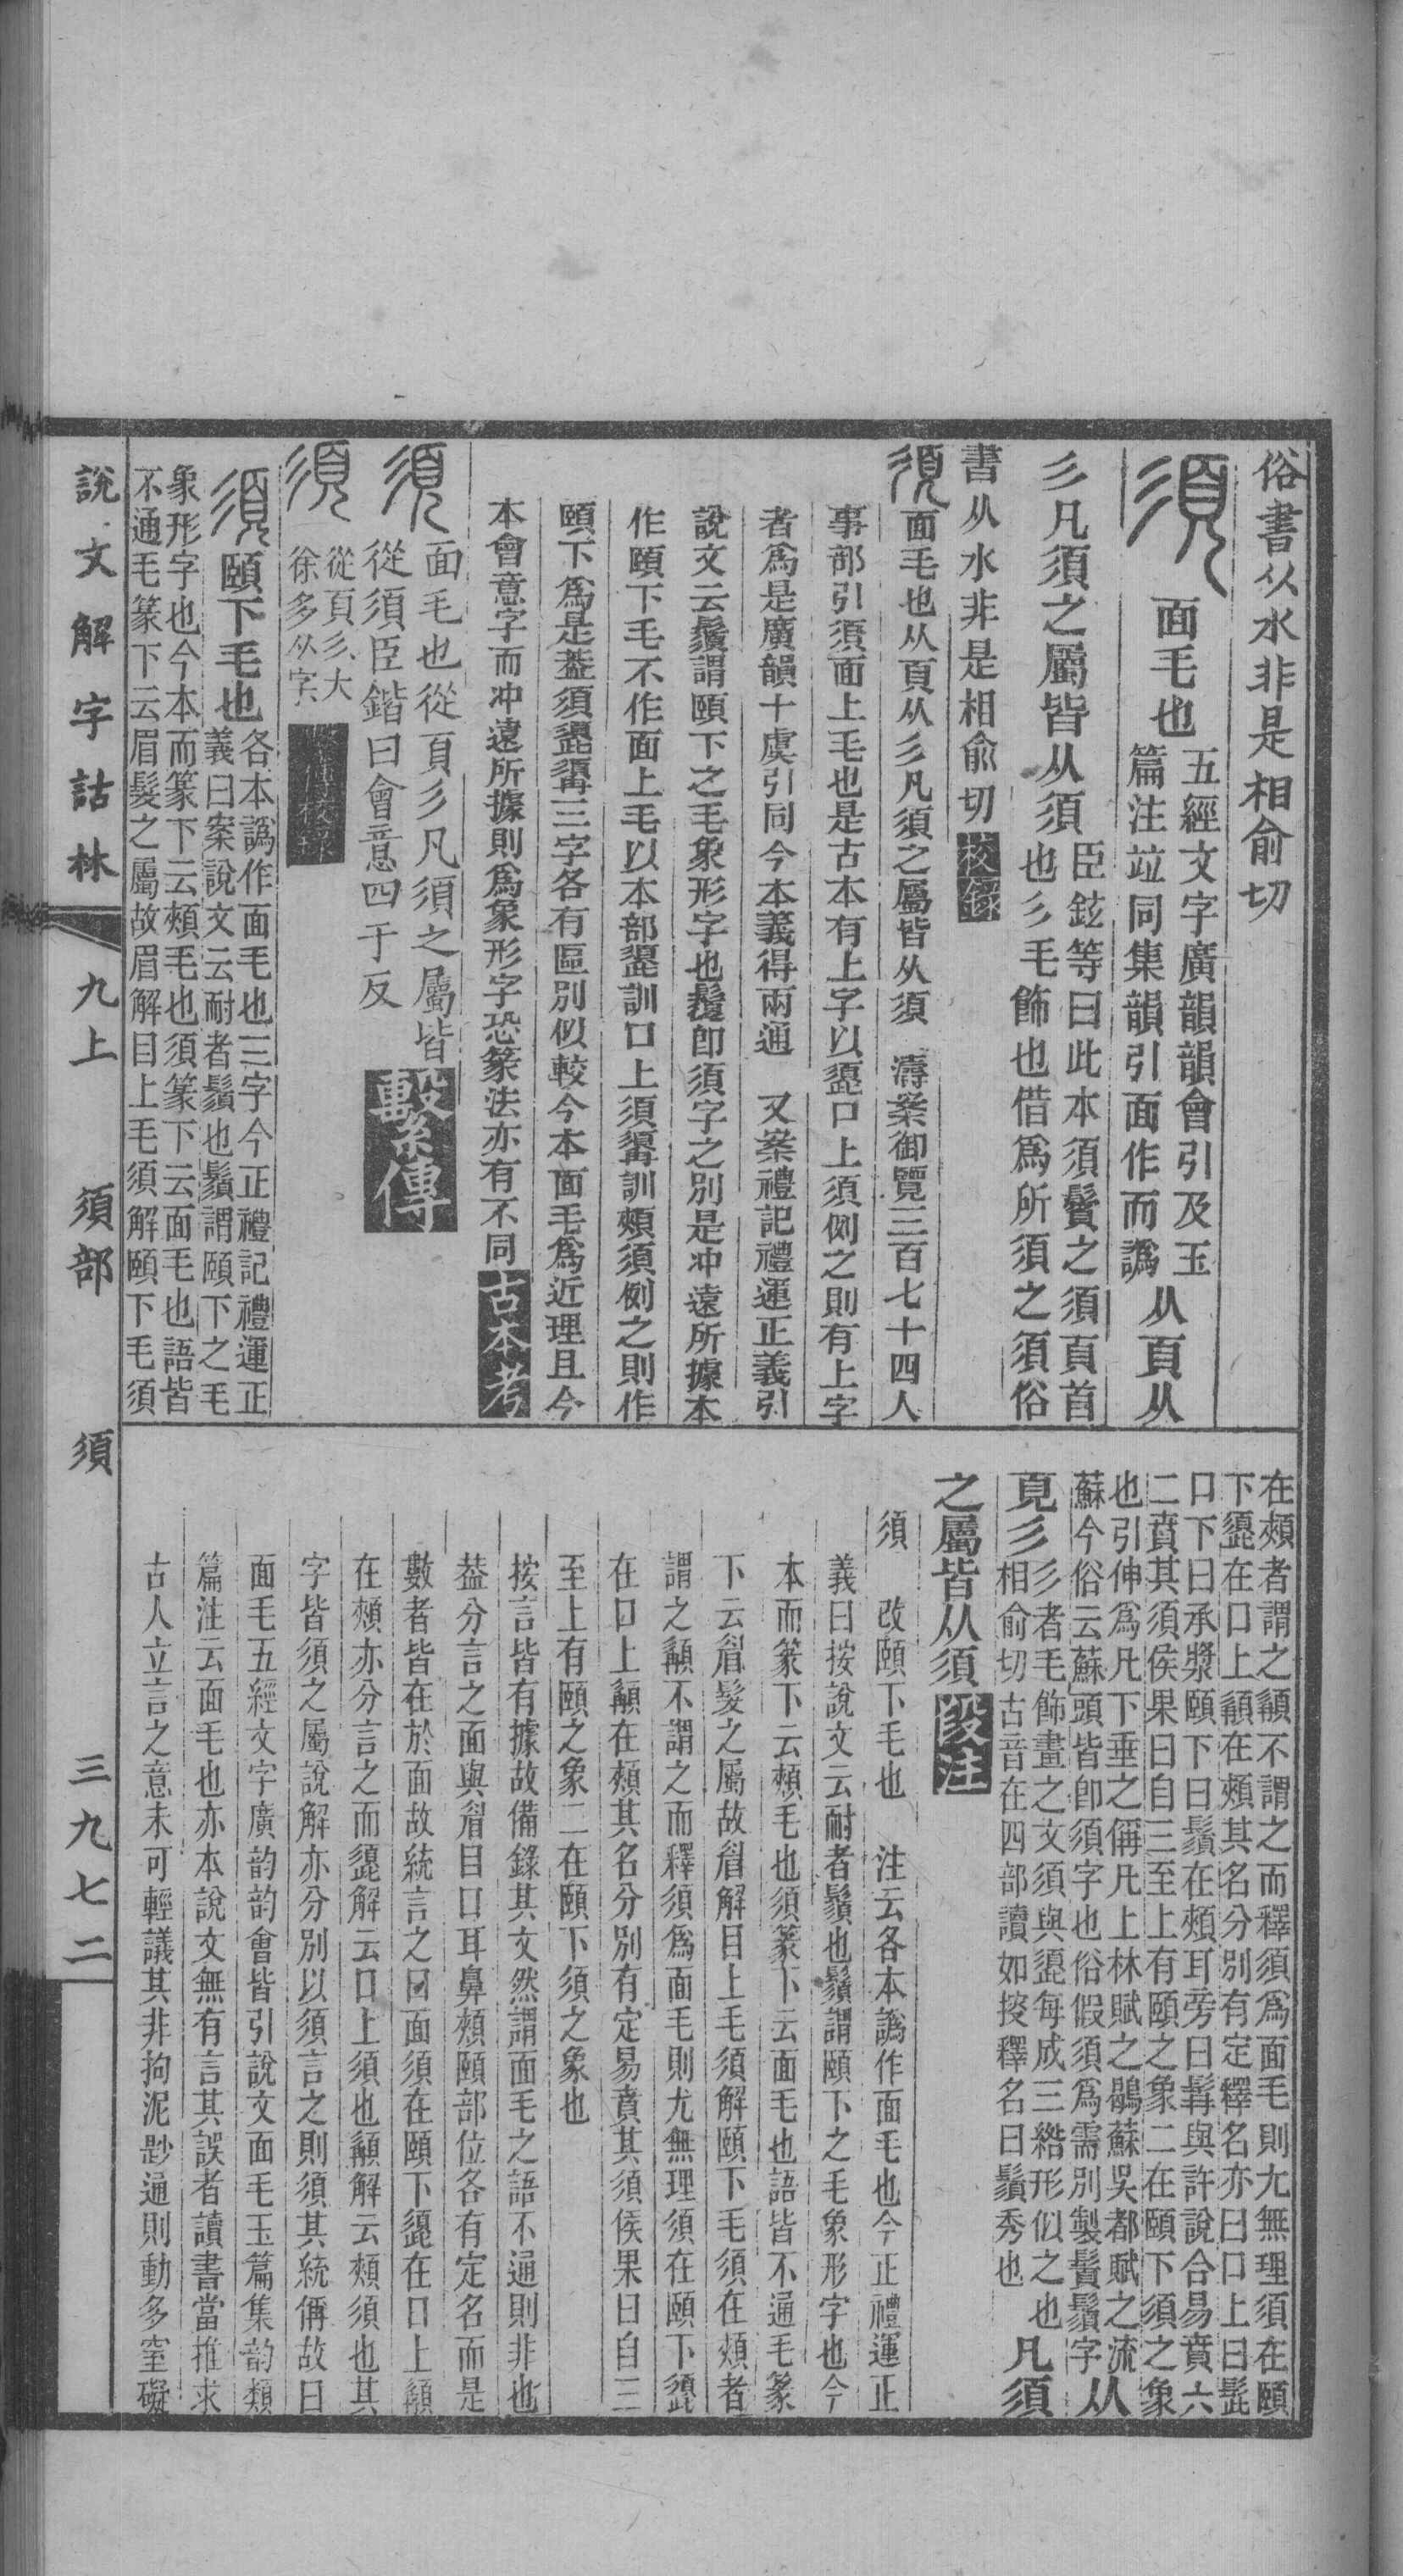 俗書从水非是相俞切
須 面毛也 五經文字廣韻韻會引及玉
篇注竝同集韻引面作而譌 从頁从
彡凡須之屬皆从須 臣鉉等曰此本須鬢之須頁首
也彡毛飾也借爲所須之須俗
書从水非是相俞切 校錄
須 面毛也从頁从彡凡須之屬皆从須 濤案御覽三百七十四人
事部引須面上毛也是古本有上字以頾口上須例之則有上字
者爲是廣韻十虞引同今本義得兩通 又案禮記禮運正義引
說文云鬚謂頤下之毛象形字也鬚卽須字之別是冲遠所據本
作頤下毛不作面上毛以本部頾訓口上須䫇訓頰須例之則作
頤下爲是葢須頾䫇三字各有區別似較今本面毛爲近理且今
本會意字而冲遠所據則爲象形字恐篆法亦有不同 古本考
須 面毛也從頁彡凡須之屬皆
從須臣鍇曰會意四于反 繫傳
須 從頁彡大
徐多从字 繫傳校錄
須 頤下毛也 各本譌作面毛也三字今正禮記禮運正
義曰案說文云耐者鬚也鬚謂頤下之毛
象形字也今本而篆下云頰毛也須篆下云面毛也語皆
不通毛篆下云眉髮之屬故眉解目上毛須解頤下毛須
在頰者謂之䫇不謂之而釋須爲面毛則尤無理須在頤
下頾在口上䫇在頰其名分別有定釋名亦曰口上曰髭
口下曰承漿頤下曰鬚在頰耳旁曰髯與許說合易賁六
二賁其須侯果曰自三至上有頤之象二在頤下須之象
也引伸爲凡下垂之偁凡上林賦之鶡蘇吳都賦之流
蘇今俗云蘇頭皆卽須字也俗假須爲需別製鬢鬚字 从
頁彡 彡者毛飾畫之文須與頾每成三綹形似之也
相俞切古音在四部讀如捘釋名曰鬚秀也 凡須
之屬皆从須 段注
須 改頤下毛也 注云各本譌作面毛也今正禮運正
義曰按說文云耐者鬚也鬚謂頤下之毛象形字也今
本而篆下云頰毛也須篆下云面毛也語皆不通毛篆
下云眉髮之屬故眉解目上毛須解頤下毛須在頰者
謂之䫇不謂之而釋須爲面毛則尤無理須在頤下頾
在口上䫇在頰其名分別有定易賁其須侯果曰自三
至上有頤之象二在頤下須之象也
按言皆有據故備錄其文然謂面毛之語不通則非也
葢分言之面與眉目口耳鼻頰頤部位各有定名而是
數者皆在於面故統言之曰面須在頤下頾在口上䫇
在頰亦分言之而頾解云口上須也䫇解云頰須也其
字皆須之屬說解亦分別以須言之則須其統偁故曰
面毛五經文字廣韵韵會皆引說文面毛玉篇集韵類
篇注云面毛也亦本說文無有言其誤者讀書當推求
古人立言之意未可輕議其非拘泥尟通則動多窒礙
說文解字詁林 九上 須部 須 三九七二